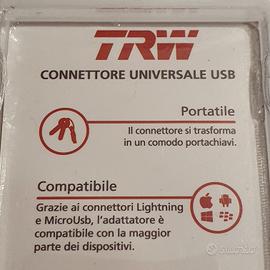 TRW
CONNETTORE UNIVERSALE USB
Portatile
Il connettore si trasforma
in un comodo portachiavi.
Compatibile
Grazie ai connettori Lightning
e MicroUsb, l'adattatore è
compatibile con la maggior
parte dei dispositivi.
subito